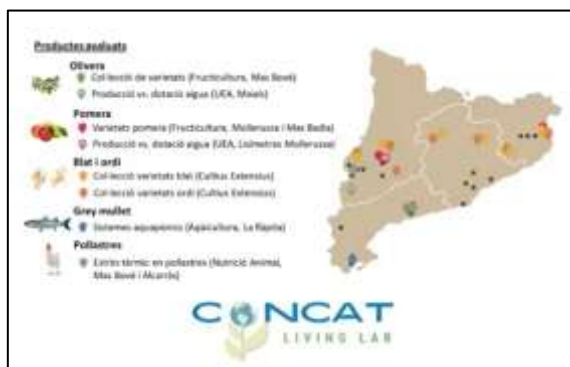 Productes avaluats
Olivera
Col·lecció de varietats (Fructicultura, Mas Bové)
Producció vs. dotació aigua (UEA, Maials)
Pomera
Varietats pomera (Fructicultura, Mollerussa i Mas Badia)
Producció vs. dotació aigua (UEA, Lisímetres Mollerussa)
Blat i ordi
Col·lecció varietats blat (Cultius Extensius)
Col·lecció varietats ordi (Cultius Extensius)
Grey mullet
Sistemes aquaponics (Aqüicultura, La Ràpita)
Pollastres
Estrès tèrmic en pollastres (Nutrició Animal,
Mas Bové i Alcarràs)
CONCAT
LIVING LAB